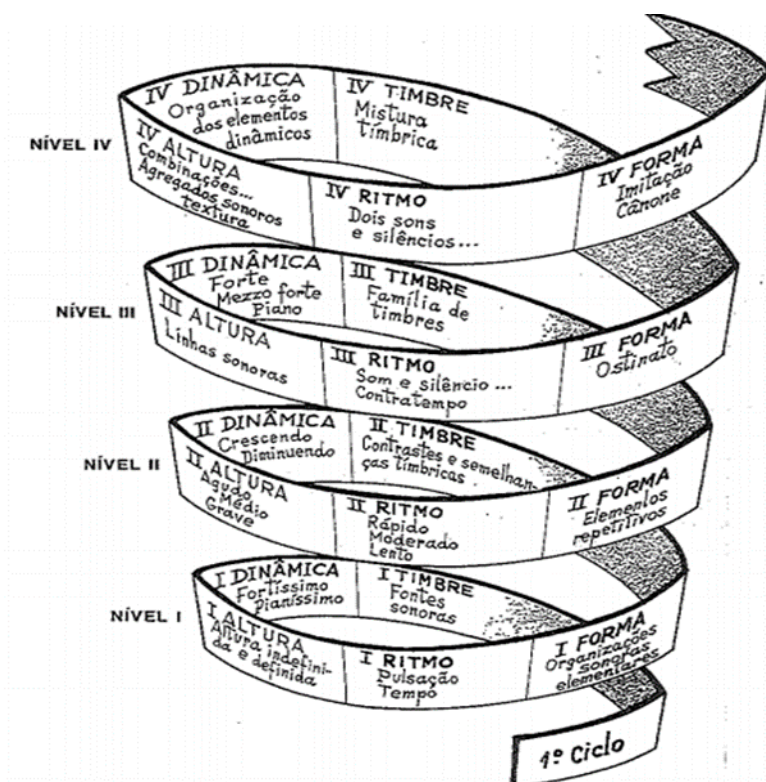 IV DINÂMICA
Organização
dos elementos
dinâmicos
IV TIMBRE
Mistura
tímbrica
NÍVEL IV
IV ALTURA
Combinações...
Agregados sonoros
textura
IV RITMO
Dois sons
e silêncios...
IV FORMA
Imitação
Cânone
III DINÂMICA
Forte
Mezzo forte
Piano
III TIMBRE
Família de
timbres
NÍVEL III
III ALTURA
Linhas sonoras
III RITMO
Som e silêncio...
Contratempo
III FORMA
Ostinato
II DINÂMICA
Crescendo
Diminuendo
II TIMBRE
Contrastes e semelhan-
ças tímbricas
NÍVEL II
II ALTURA
Agudo
Médio
Grave
II RITMO
Rápido
Moderado
Lento
II FORMA
Elementos
repetitivos
I DINÂMICA
Fortíssimo
Pianíssimo
I TIMBRE
Fontes
sonoras
NÍVEL I
I ALTURA
Altura indefini-
da e definida
I RITMO
Pulsação
Tempo
I FORMA
Organizações
sonoras
elementares
1º Ciclo